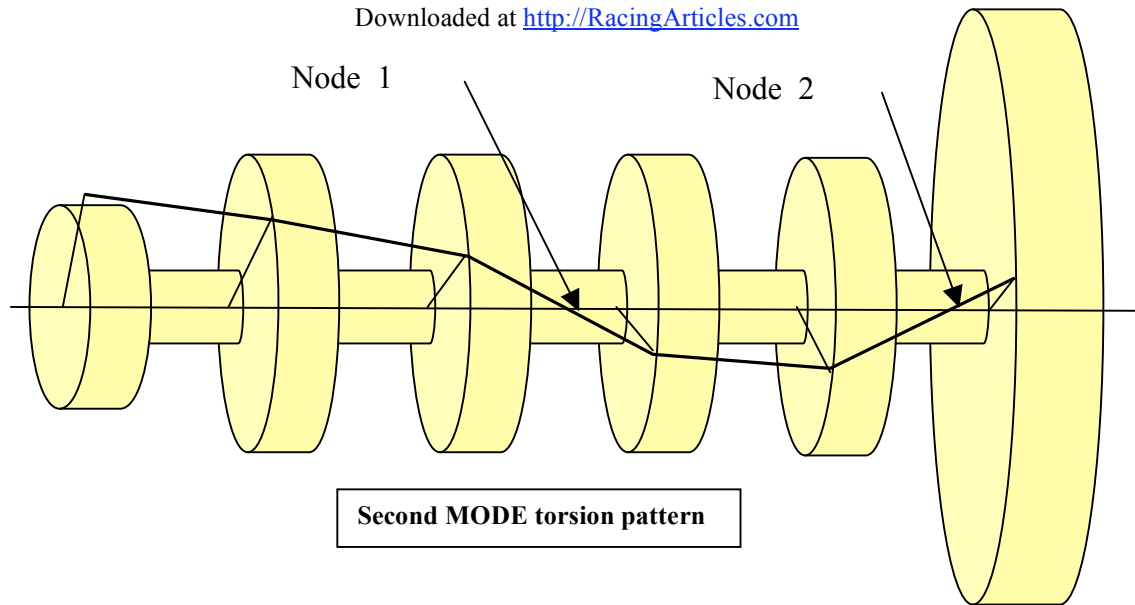 Downloaded at http://RacingArticles.com
Node 1
Node 2
Second MODE torsion pattern